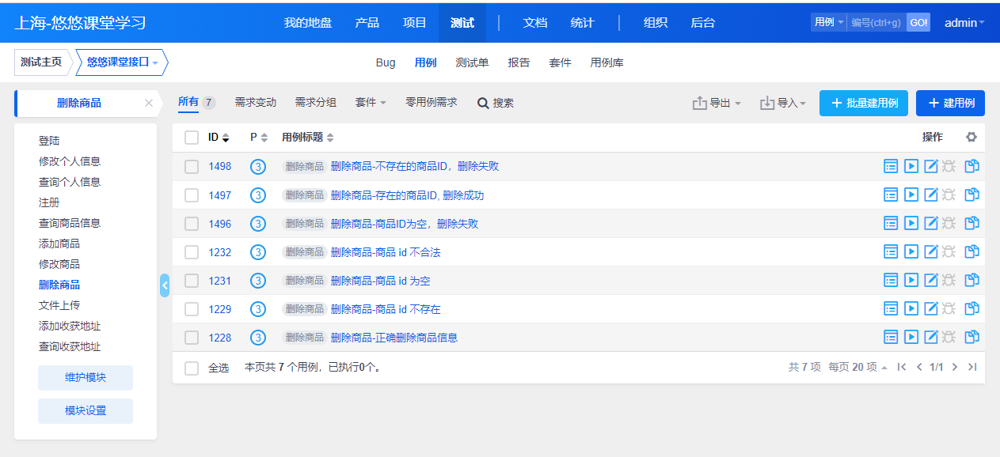 上海-悠悠课堂学习 我的地盘 产品 项目 测试 文档 统计 组织 后台 用例 编号(ctrl+g) GO! admin
测试主页 悠悠课堂接口 Bug 用例 测试单 报告 套件 用例库
删除商品 所有 7 需求变动 需求分组 套件 零用例需求 搜索 导出 导入 批量建用例 建用例
登陆
修改个人信息
查询个人信息
注册
查询商品信息
添加商品
修改商品
删除商品
文件上传
添加收获地址
查询收获地址
维护模块
模块设置
ID P 用例标题 操作
1498 3 删除商品 删除商品-不存在的商品ID，删除失败
1497 3 删除商品 删除商品-存在的商品ID, 删除成功
1496 3 删除商品 删除商品-商品ID为空，删除失败
1232 3 删除商品 删除商品-商品 id 不合法
1231 3 删除商品 删除商品-商品 id 为空
1229 3 删除商品 删除商品-商品 id 不存在
1228 3 删除商品 删除商品-正确删除商品信息
全选 本页共 7 个用例，已执行0个。 共 7 项 每页 20 项 1/1